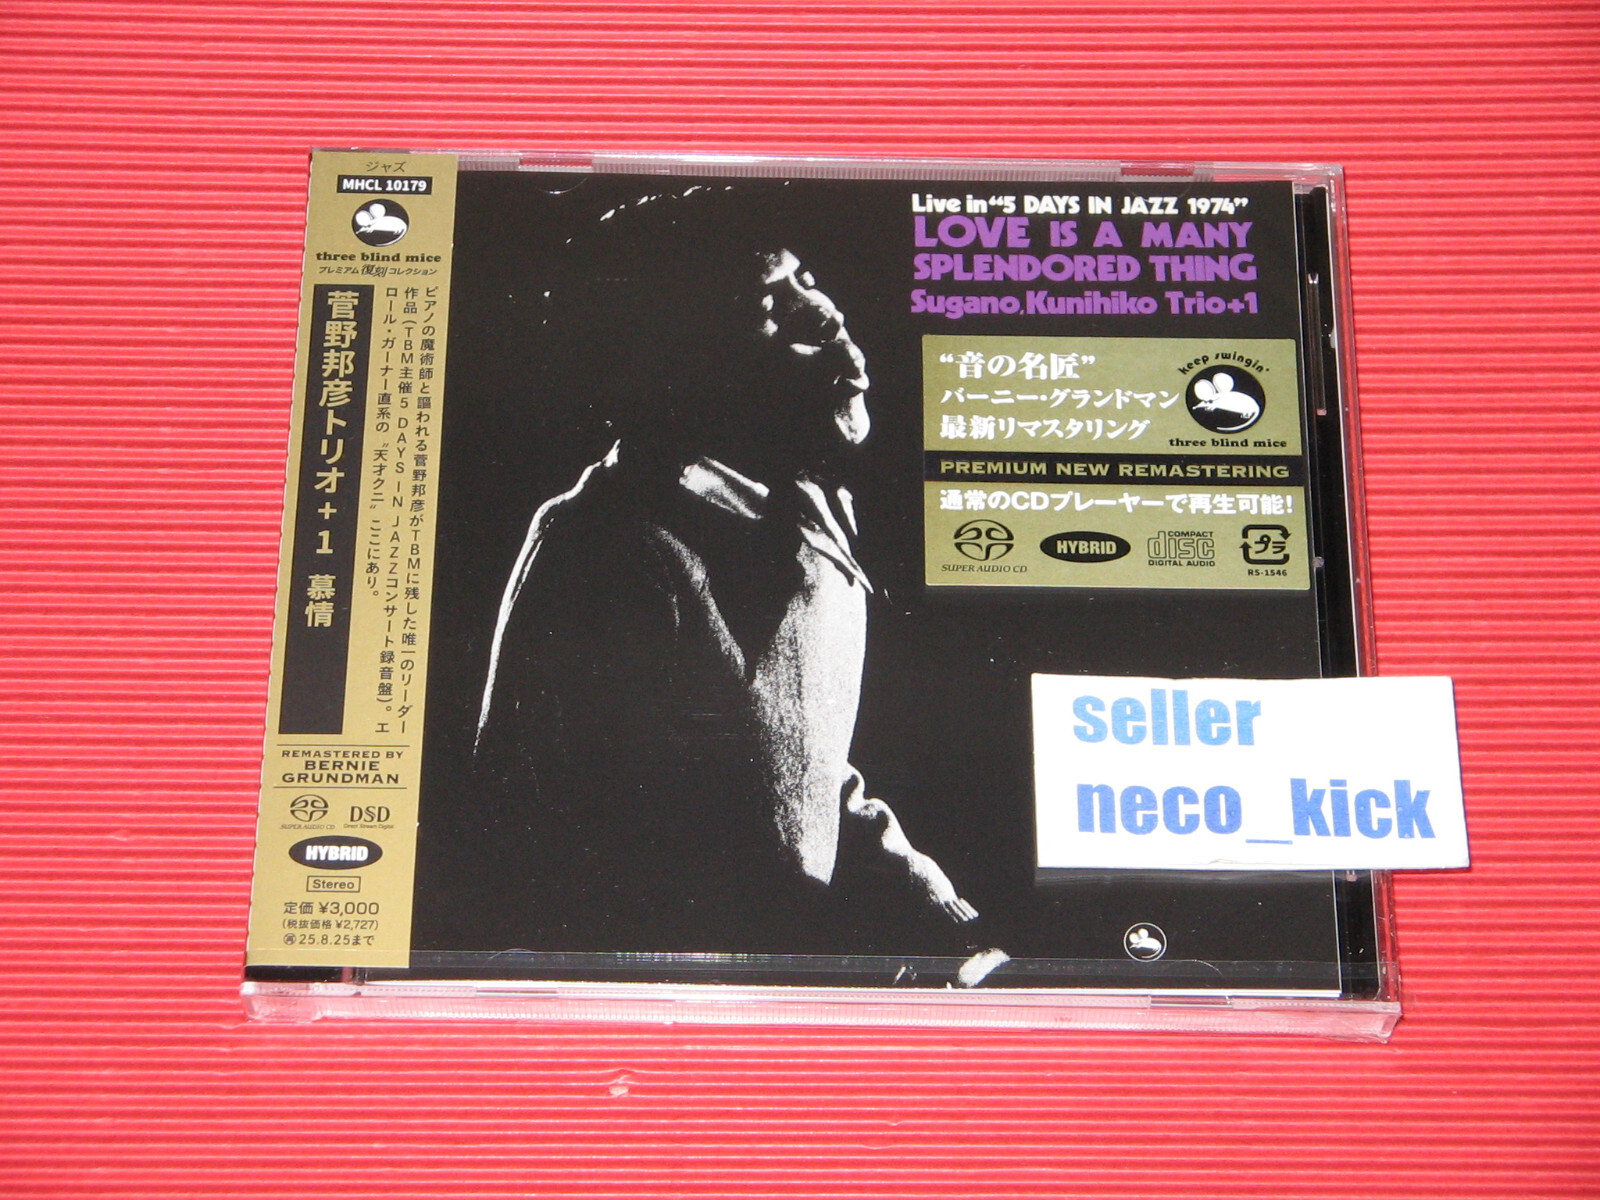 ジャズ
MHCL 10179
three blind mice
プレミアム復刻コレクション
ピアノの魔術師と謳われる菅野邦彦がTBMに残した唯一のリーダー
作品(TBM主催5 DAYS IN JAZZコンサート録音盤)。エ
ロール・ガーナー直系の〝天才クニ〟ここにあり。
菅野邦彦トリオ+1 慕情
REMASTERED BY
BERNIE
GRUNDMAN
SUPER AUDIO CD
DSD
Direct Stream Digital
HYBRID
Stereo
定価 ¥3,000
(税抜価格 ¥2,727)
再 25.8.25まで
Live in "5 DAYS IN JAZZ 1974"
LOVE IS A MANY
SPLENDORED THING
Sugano, Kunihiko Trio+1
“音の名匠”
バーニー・グランドマン
最新リマスタリング
keep swingin'
three blind mice
PREMIUM NEW REMASTERING
通常のCDプレーヤーで再生可能!
SUPER AUDIO CD
HYBRID
COMPACT
disc
DIGITAL AUDIO
プラ
RS-1546
seller
neco_kick